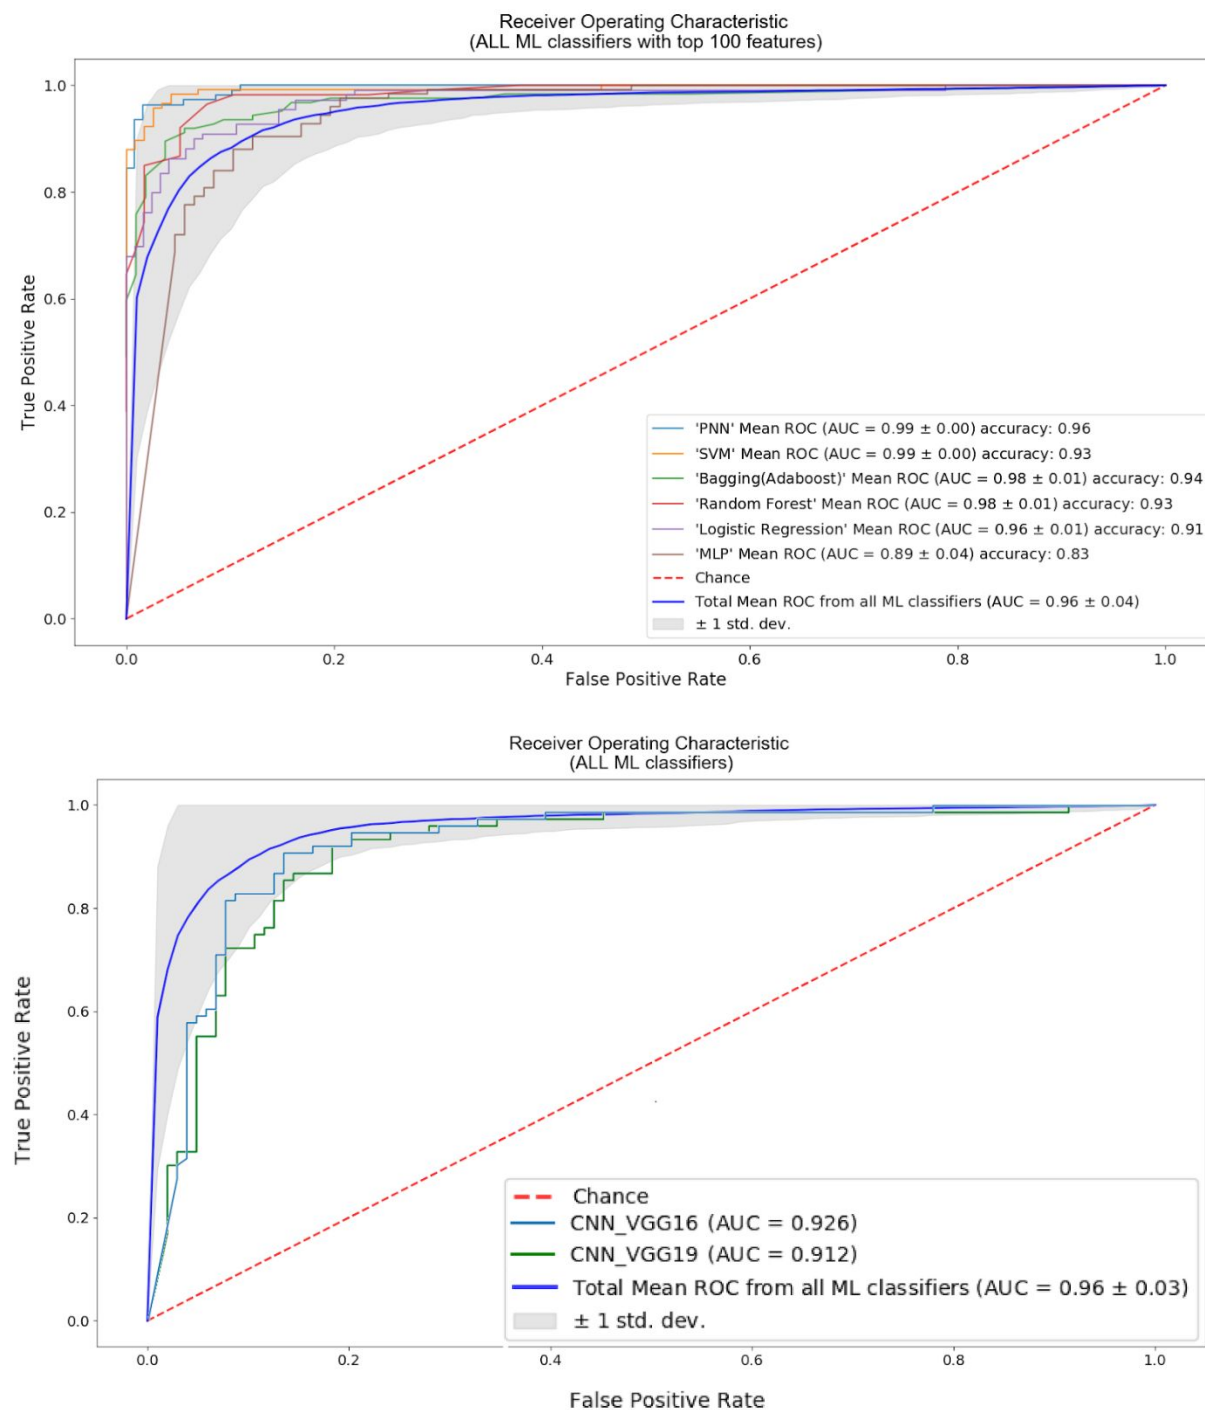 Receiver Operating Characteristic
(ALL ML classifiers with top 100 features)
1.0
0.8
0.6
0.4
0.2
0.0
True Positive Rate
'PNN' Mean ROC (AUC = 0.99 ± 0.00) accuracy: 0.96
'SVM' Mean ROC (AUC = 0.99 ± 0.00) accuracy: 0.93
'Bagging(Adaboost)' Mean ROC (AUC = 0.98 ± 0.01) accuracy: 0.94
'Random Forest' Mean ROC (AUC = 0.98 ± 0.01) accuracy: 0.93
'Logistic Regression' Mean ROC (AUC = 0.96 ± 0.01) accuracy: 0.91
'MLP' Mean ROC (AUC = 0.89 ± 0.04) accuracy: 0.83
Chance
Total Mean ROC from all ML classifiers (AUC = 0.96 ± 0.04)
± 1 std. dev.
0.0 0.2 0.4 0.6 0.8 1.0
False Positive Rate
Receiver Operating Characteristic
(ALL ML classifiers)
1.0
0.8
0.6
0.4
0.2
0.0
True Positive Rate
Chance
CNN_VGG16 (AUC = 0.926)
CNN_VGG19 (AUC = 0.912)
Total Mean ROC from all ML classifiers (AUC = 0.96 ± 0.03)
± 1 std. dev.
0.0 0.2 0.4 0.6 0.8 1.0
False Positive Rate